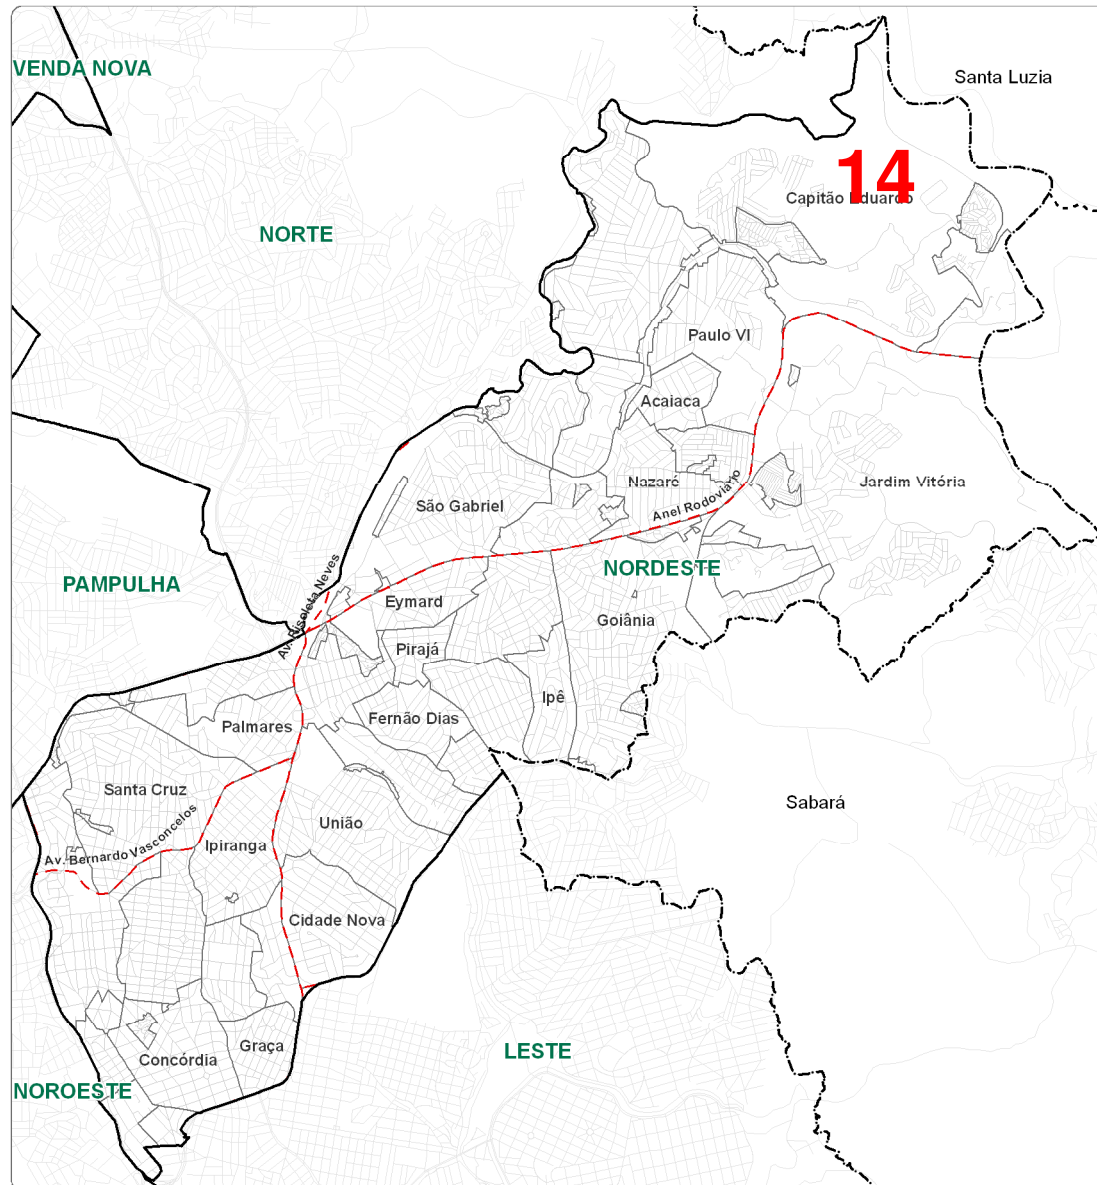 VENDA NOVA
Santa Luzia
14
Capitão Eduardo
NORTE
Paulo VI
Acaiaca
Nazaré
Jardim Vitória
São Gabriel
Anel Rodoviário
NORDESTE
PAMPULHA
Av. Risoleta Neves
Eymard
Goiânia
Pirajá
Ipê
Fernão Dias
Palmares
Santa Cruz
Sabará
União
Av. Bernardo Vasconcelos
Ipiranga
Cidade Nova
Graça
LESTE
Concórdia
NOROESTE